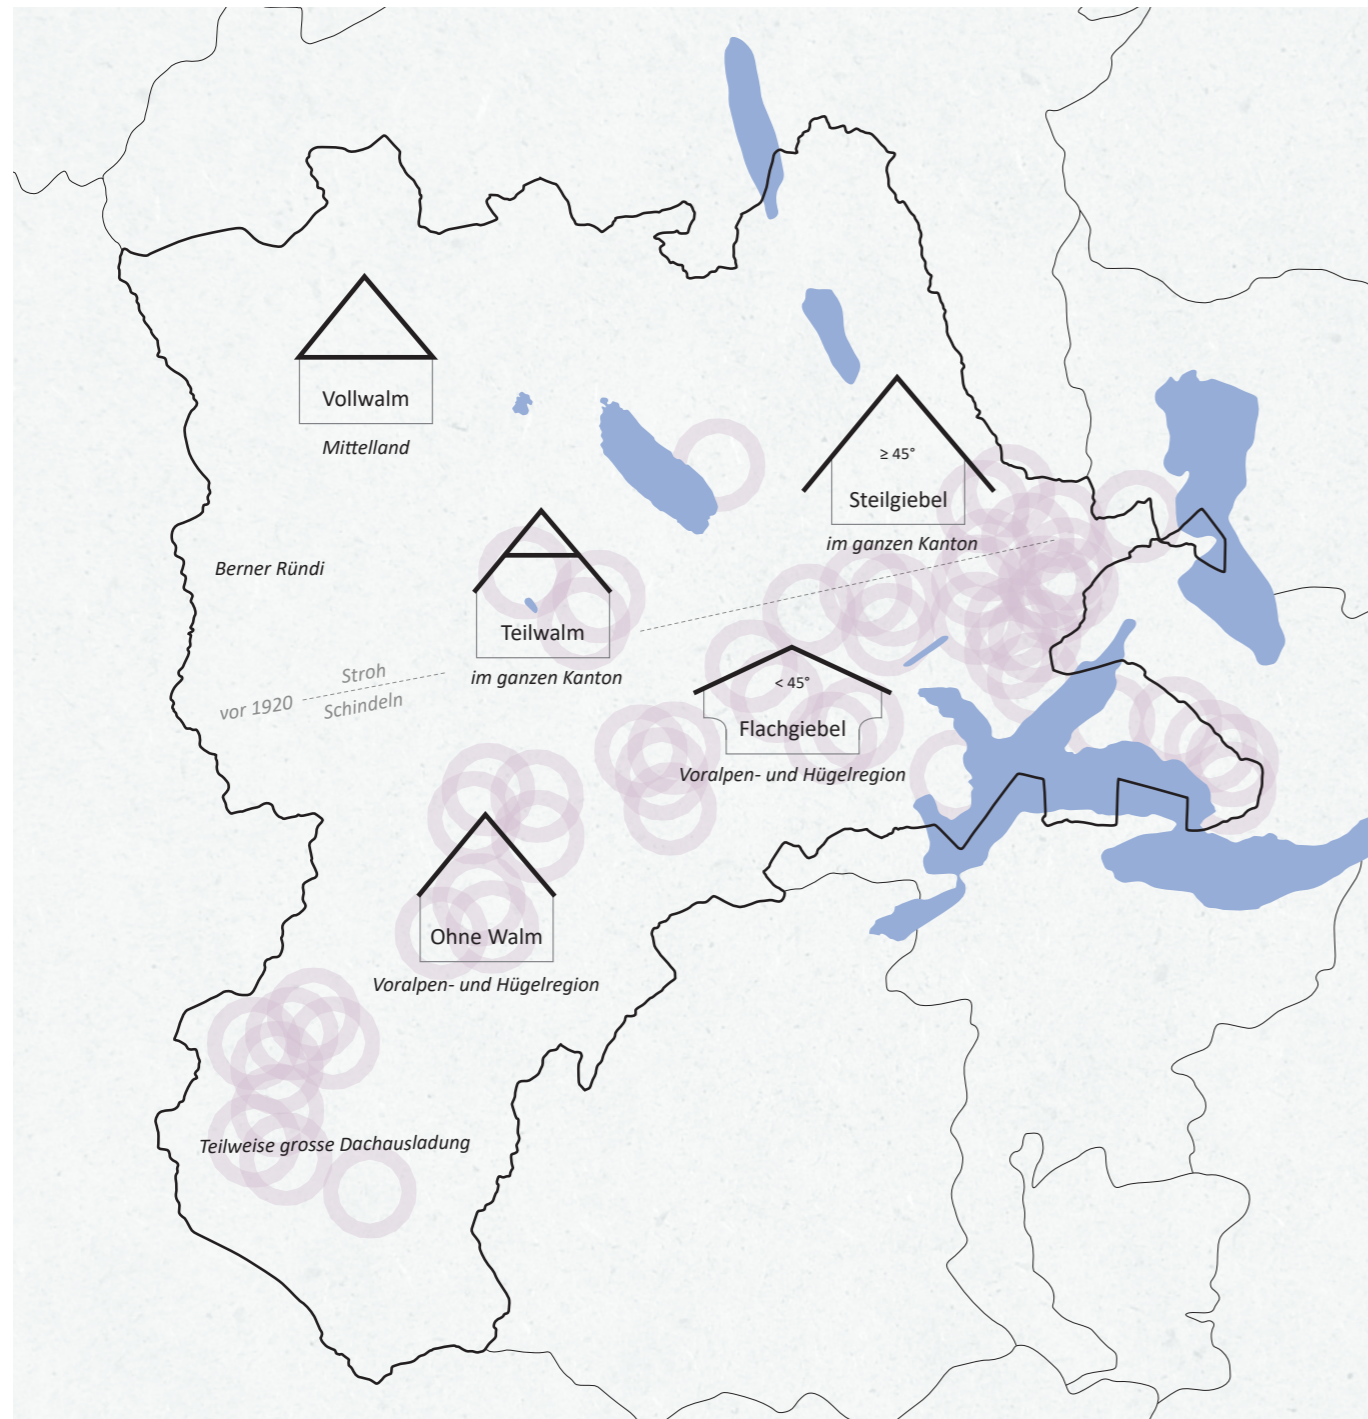 Vollwalm
Mittelland
≥ 45°
Steilgiebel
im ganzen Kanton
Berner Ründi
Teilwalm
im ganzen Kanton
vor 1920
Stroh
Schindeln
< 45°
Flachgiebel
Voralpen- und Hügelregion
Ohne Walm
Voralpen- und Hügelregion
Teilweise grosse Dachausladung